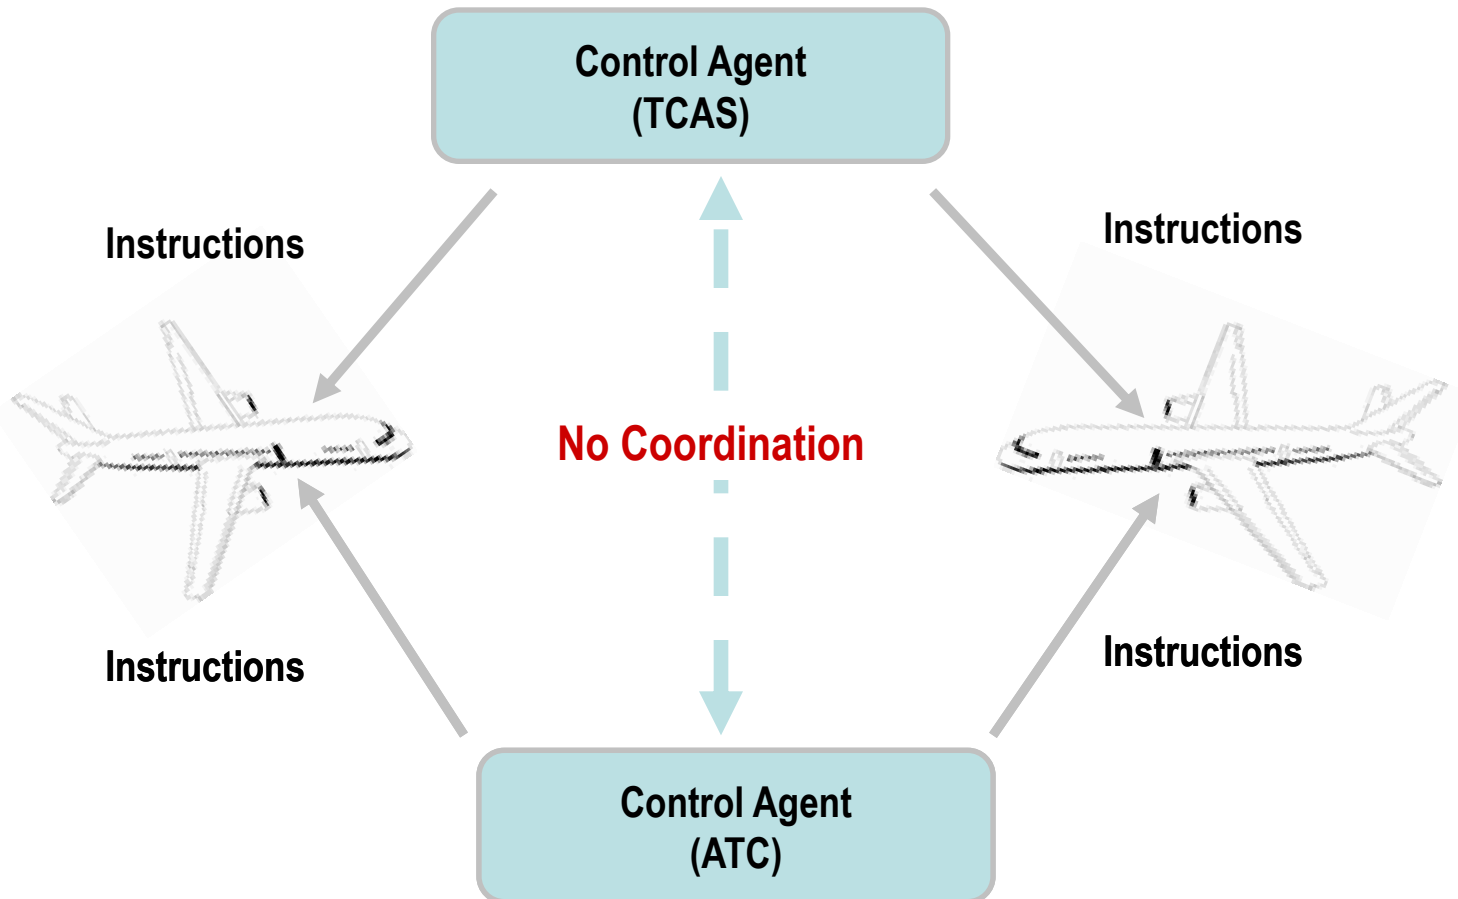 Control Agent
(TCAS)
Instructions
Instructions
No Coordination
Instructions
Instructions
Control Agent
(ATC)